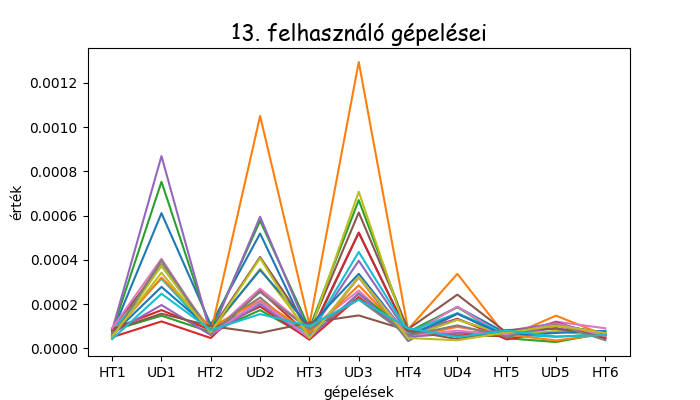 13. felhasználó gépelései
érték
0.0012
0.0010
0.0008
0.0006
0.0004
0.0002
0.0000
HT1 UD1 HT2 UD2 HT3 UD3 HT4 UD4 HT5 UD5 HT6
gépelések